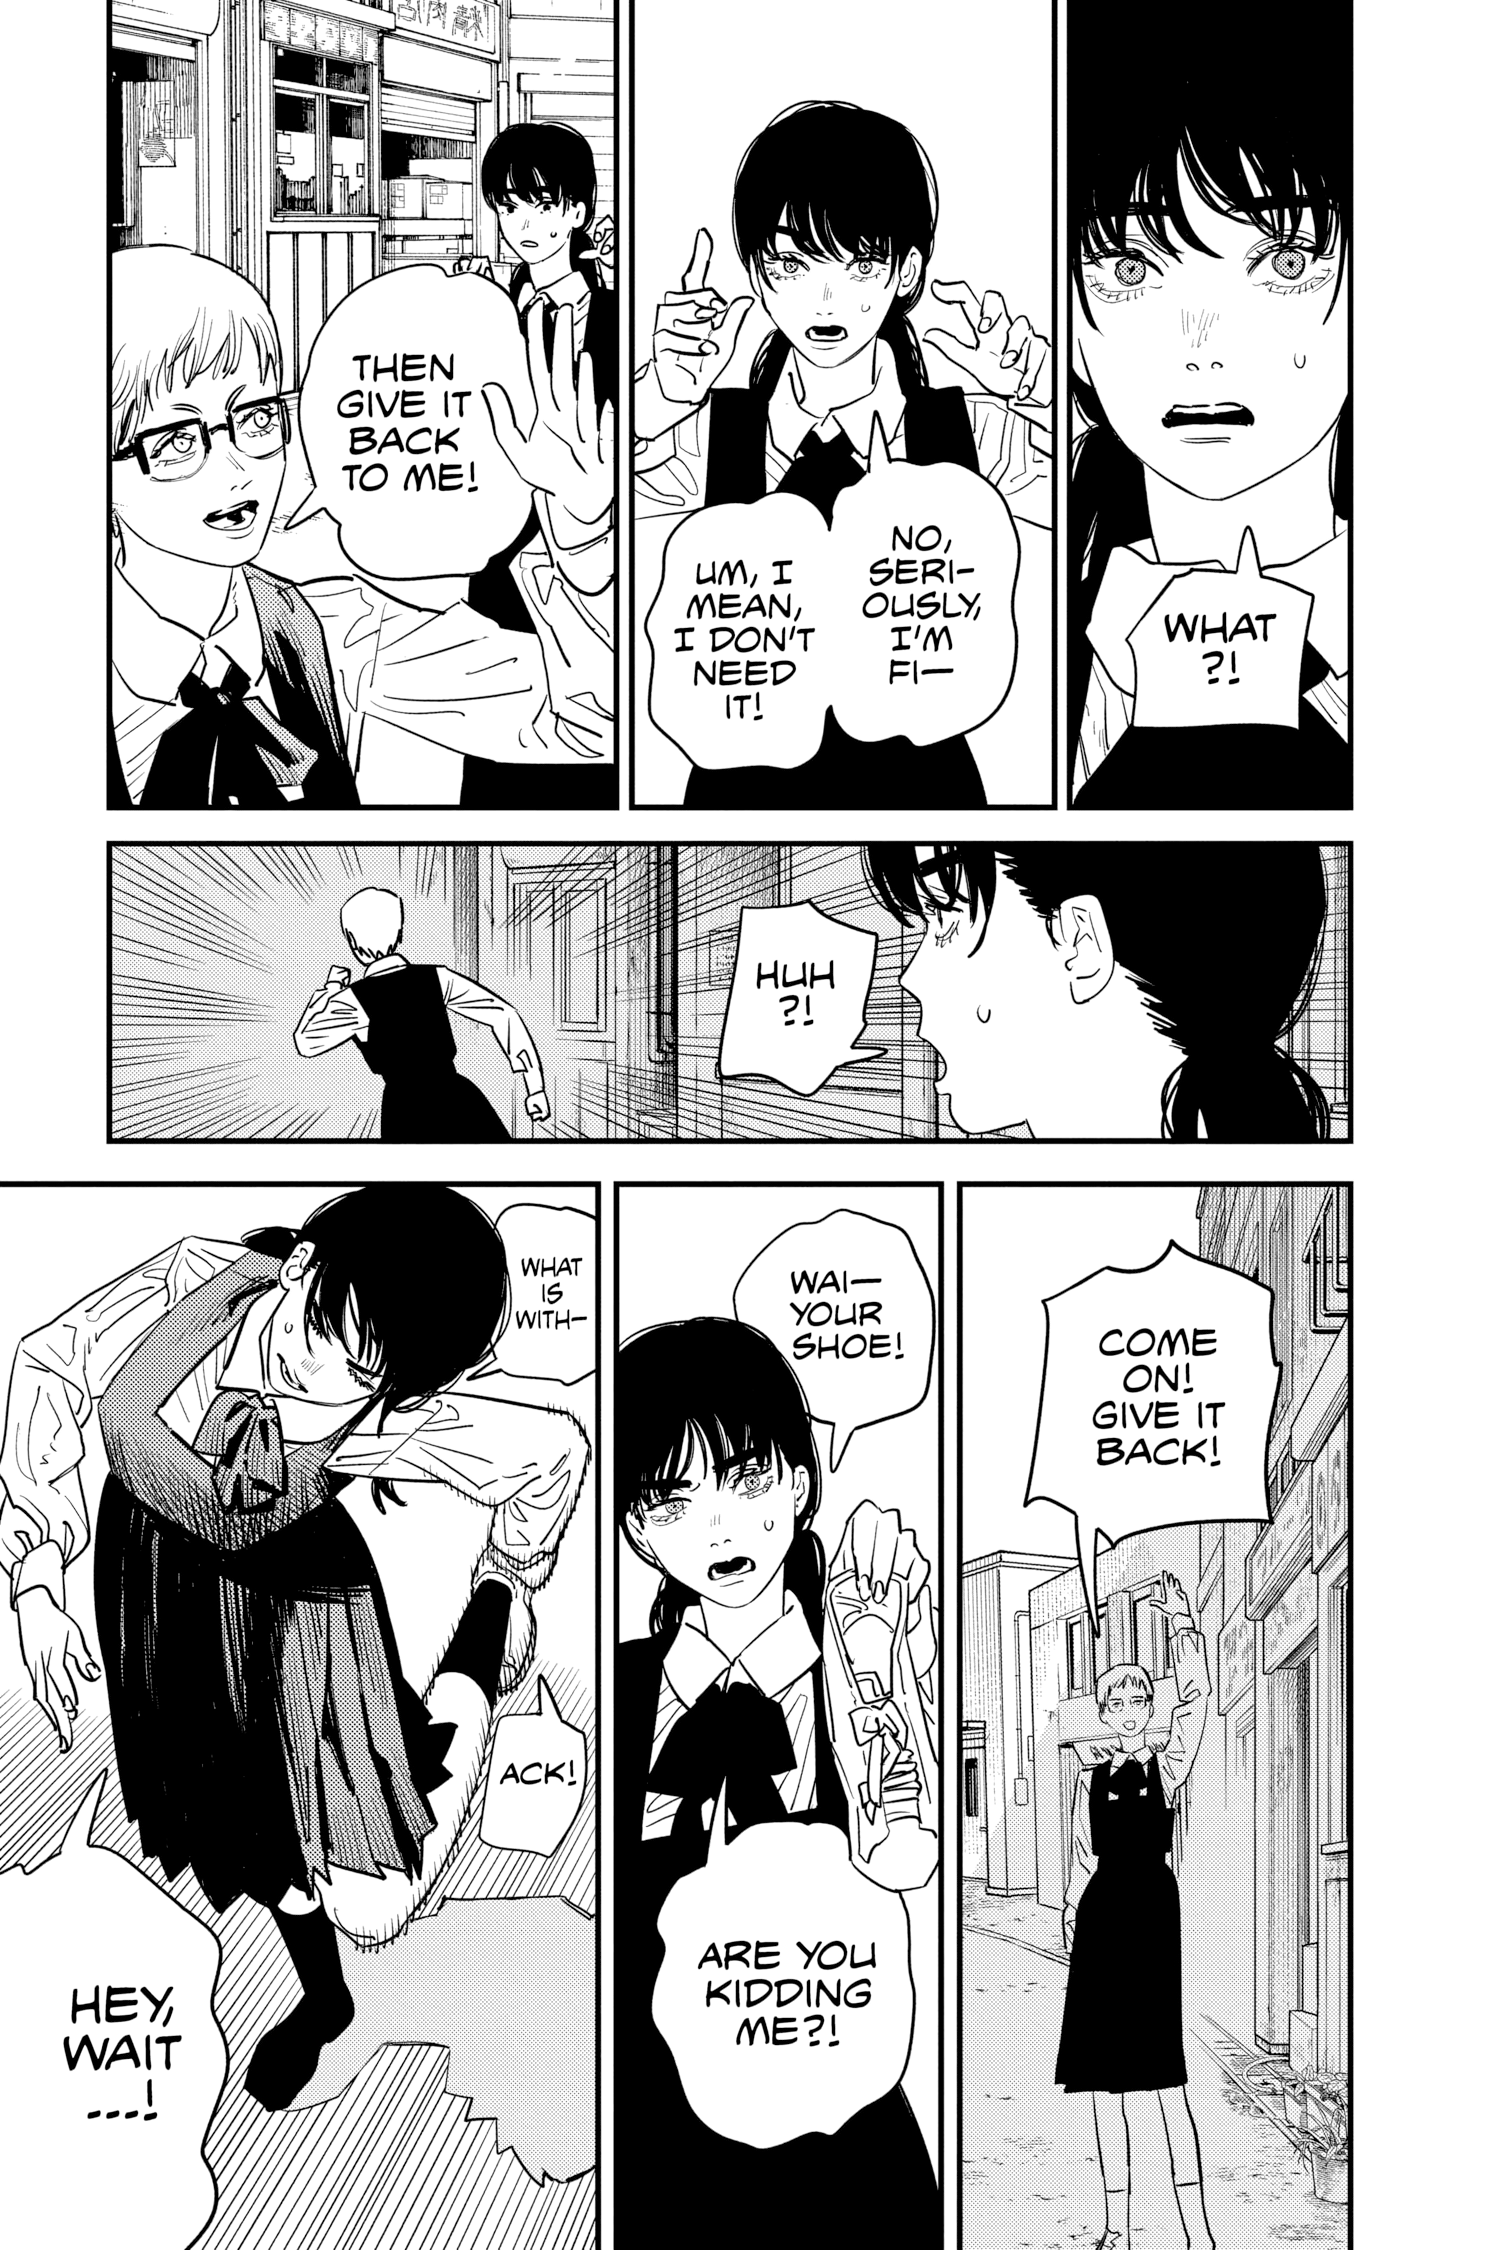 WHAT
?!
NO,
SERI-
OUSLY,
I'M
FI—
UM, I
MEAN,
I DON'T
NEED
IT!
THEN
GIVE IT
BACK
TO ME!
HUH
?!
COME
ON!
GIVE IT
BACK!
WAI—
YOUR
SHOE!
ARE YOU
KIDDING
ME?!
WHAT
IS
WITH—
ACK!
HEY,
WAIT
...!